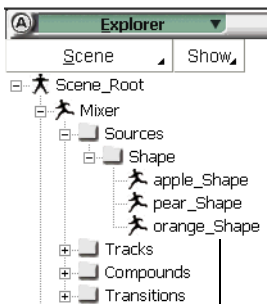 A Explorer
Scene Show
Scene_Root
Mixer
Sources
Shape
apple_Shape
pear_Shape
orange_Shape
Tracks
Compounds
Transitions